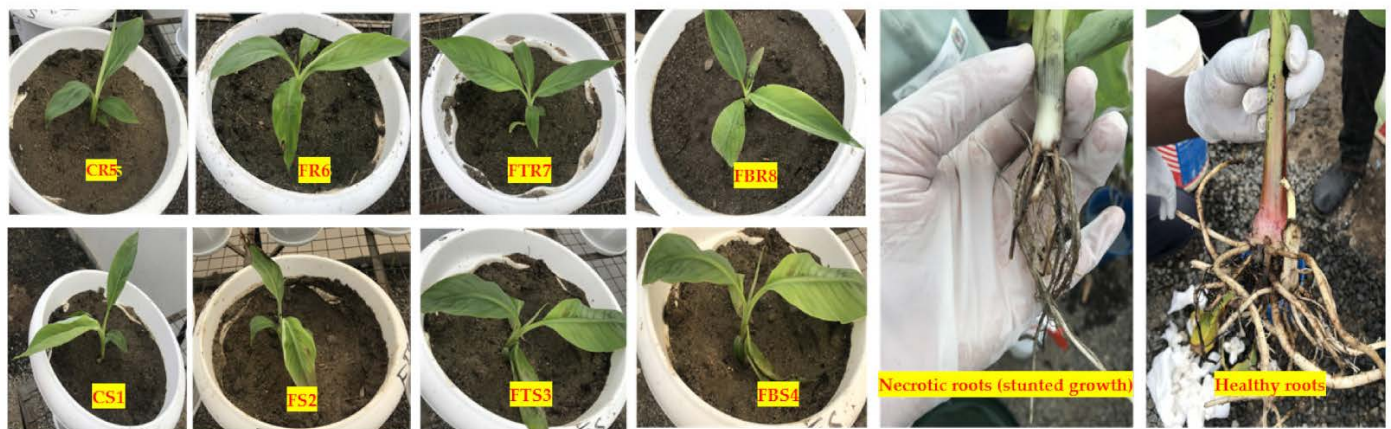 CR5
FR6
FTR7
FBR8
CS1
FS2
FTS3
FBS4
Necrotic roots (stunted growth)
Healthy roots